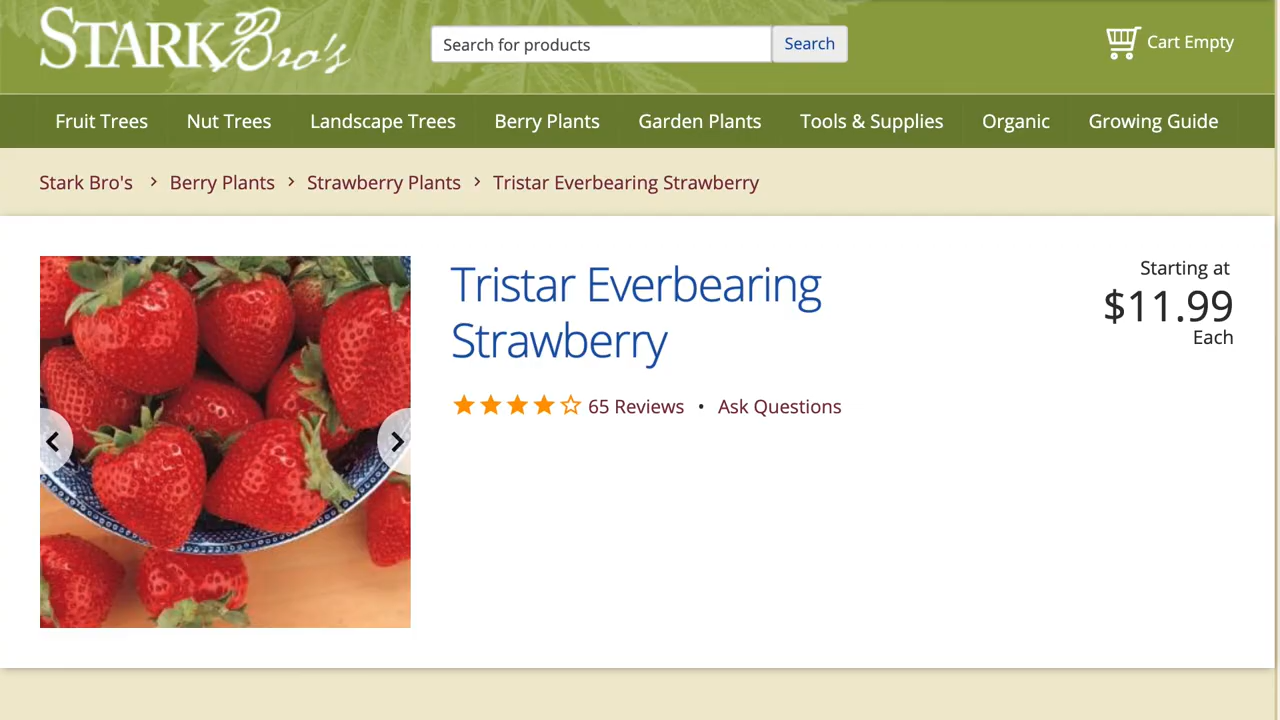 STARK Bro's
Search for products
Search
Cart Empty
Fruit Trees
Nut Trees
Landscape Trees
Berry Plants
Garden Plants
Tools & Supplies
Organic
Growing Guide
Stark Bro's > Berry Plants > Strawberry Plants > Tristar Everbearing Strawberry
Tristar Everbearing
Strawberry
65 Reviews • Ask Questions
Starting at
$11.99
Each